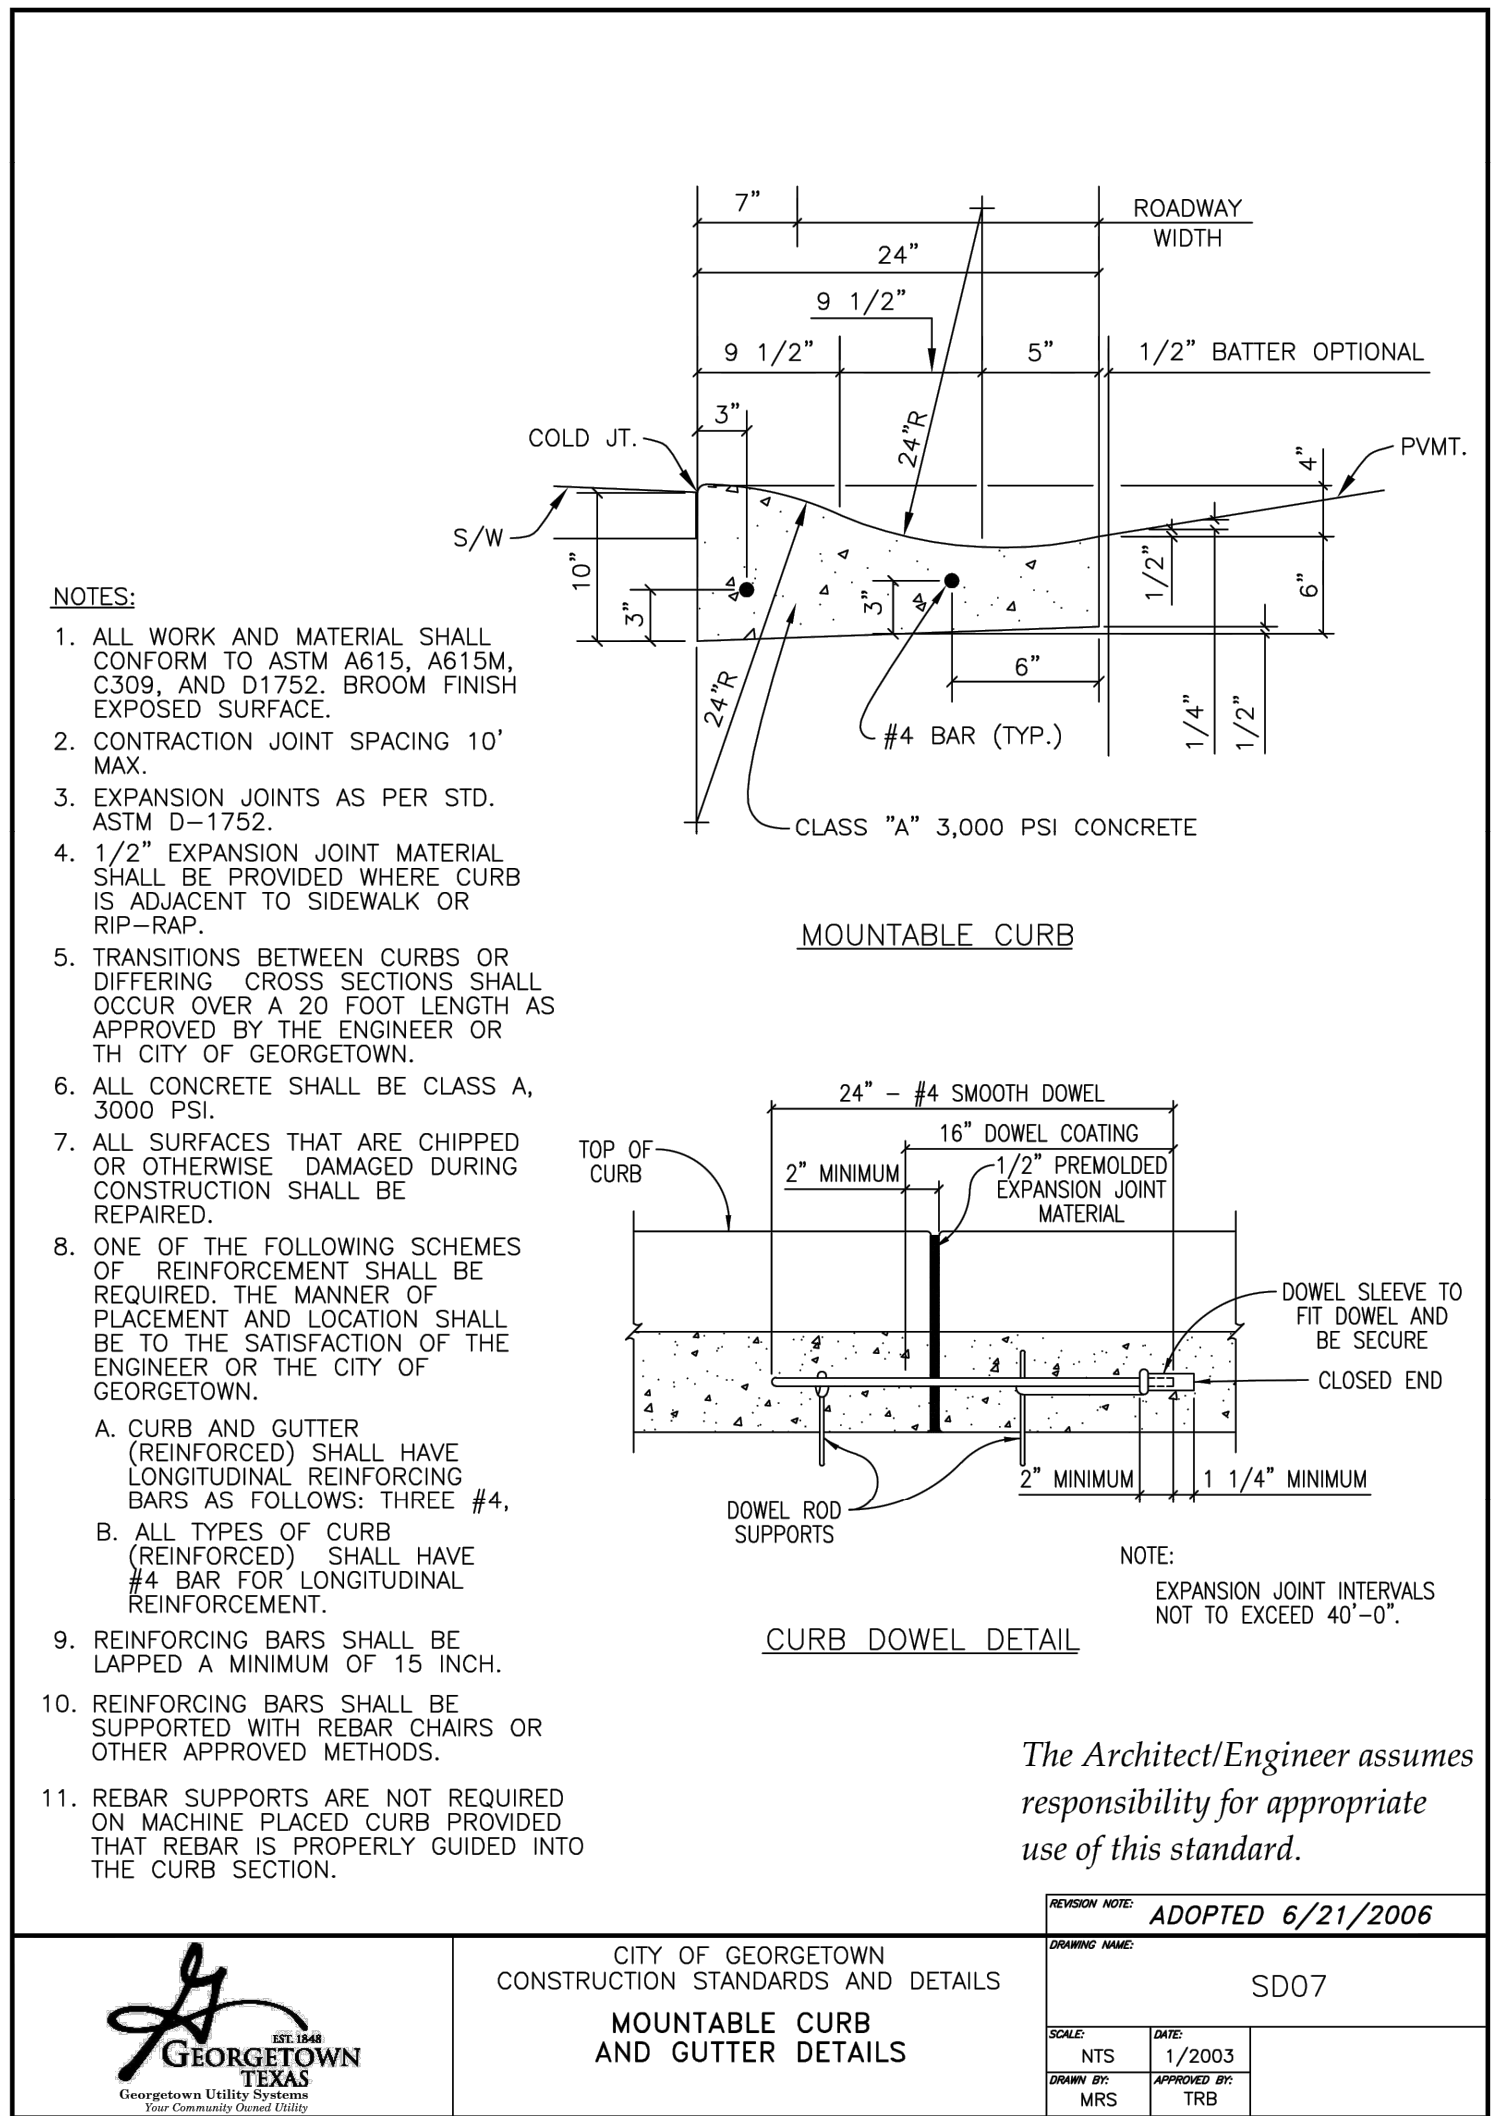 7"
ROADWAY
WIDTH
24"
9 1/2"
9 1/2"
5"
1/2" BATTER OPTIONAL
3"
COLD JT.
24"R
4"
PVMT.
S/W
10"
3"
3"
1/2"
6"
6"
24"R
1/4"
1/2"
#4 BAR (TYP.)
CLASS "A" 3,000 PSI CONCRETE
MOUNTABLE CURB
NOTES:
1. ALL WORK AND MATERIAL SHALL
CONFORM TO ASTM A615, A615M,
C309, AND D1752. BROOM FINISH
EXPOSED SURFACE.
2. CONTRACTION JOINT SPACING 10'
MAX.
3. EXPANSION JOINTS AS PER STD.
ASTM D-1752.
4. 1/2" EXPANSION JOINT MATERIAL
SHALL BE PROVIDED WHERE CURB
IS ADJACENT TO SIDEWALK OR
RIP-RAP.
5. TRANSITIONS BETWEEN CURBS OR
DIFFERING CROSS SECTIONS SHALL
OCCUR OVER A 20 FOOT LENGTH AS
APPROVED BY THE ENGINEER OR
TH CITY OF GEORGETOWN.
6. ALL CONCRETE SHALL BE CLASS A,
3000 PSI.
7. ALL SURFACES THAT ARE CHIPPED
OR OTHERWISE DAMAGED DURING
CONSTRUCTION SHALL BE
REPAIRED.
8. ONE OF THE FOLLOWING SCHEMES
OF REINFORCEMENT SHALL BE
REQUIRED. THE MANNER OF
PLACEMENT AND LOCATION SHALL
BE TO THE SATISFACTION OF THE
ENGINEER OR THE CITY OF
GEORGETOWN.
A. CURB AND GUTTER
(REINFORCED) SHALL HAVE
LONGITUDINAL REINFORCING
BARS AS FOLLOWS: THREE #4,
B. ALL TYPES OF CURB
(REINFORCED) SHALL HAVE
#4 BAR FOR LONGITUDINAL
REINFORCEMENT.
9. REINFORCING BARS SHALL BE
LAPPED A MINIMUM OF 15 INCH.
10. REINFORCING BARS SHALL BE
SUPPORTED WITH REBAR CHAIRS OR
OTHER APPROVED METHODS.
11. REBAR SUPPORTS ARE NOT REQUIRED
ON MACHINE PLACED CURB PROVIDED
THAT REBAR IS PROPERLY GUIDED INTO
THE CURB SECTION.
24" - #4 SMOOTH DOWEL
16" DOWEL COATING
TOP OF
CURB
2" MINIMUM
1/2" PREMOLDED
EXPANSION JOINT
MATERIAL
DOWEL SLEEVE TO
FIT DOWEL AND
BE SECURE
CLOSED END
2" MINIMUM
1 1/4" MINIMUM
DOWEL ROD
SUPPORTS
NOTE:
EXPANSION JOINT INTERVALS
NOT TO EXCEED 40'-0".
CURB DOWEL DETAIL
The Architect/Engineer assumes
responsibility for appropriate
use of this standard.
REVISION NOTE: ADOPTED 6/21/2006
EST. 1848
GEORGETOWN
TEXAS
Georgetown Utility Systems
Your Community Owned Utility
CITY OF GEORGETOWN
CONSTRUCTION STANDARDS AND DETAILS
MOUNTABLE CURB
AND GUTTER DETAILS
DRAWING NAME:
SD07
SCALE:
NTS
DATE:
1/2003
DRAWN BY:
MRS
APPROVED BY:
TRB